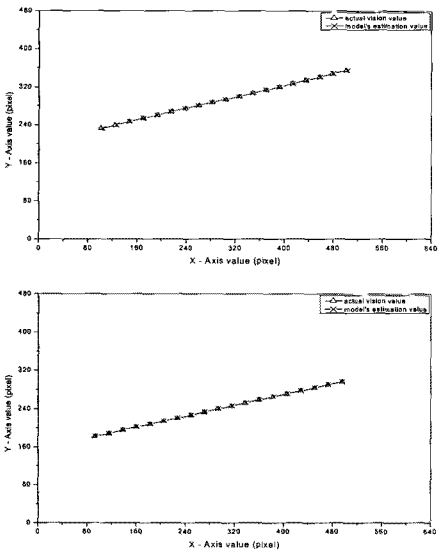 480
actual vision value
model's estimation value
400
320
240
160
80
0
Y - Axis value (pixel)
0 80 160 240 320 400 480 560 640
X - Axis value (pixel)
480
actual vision value
model's estimation value
400
320
240
160
80
0
Y - Axis value (pixel)
0 80 160 240 320 400 480 560 640
X - Axis value (pixel)